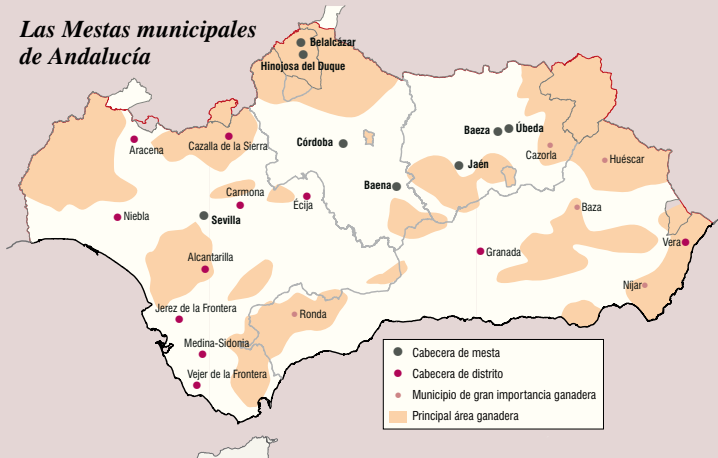 Las Mestas municipales
de Andalucía
Belalcázar
Hinojosa del Duque
Aracena
Cazalla de la Sierra
Córdoba
Baeza
Úbeda
Cazorla
Huéscar
Jaén
Baena
Carmona
Écija
Niebla
Sevilla
Baza
Vera
Granada
Alcantarilla
Nijar
Jerez de la Frontera
Ronda
Medina-Sidonia
Vejer de la Frontera
Cabecera de mesta
Cabecera de distrito
Municipio de gran importancia ganadera
Principal área ganadera